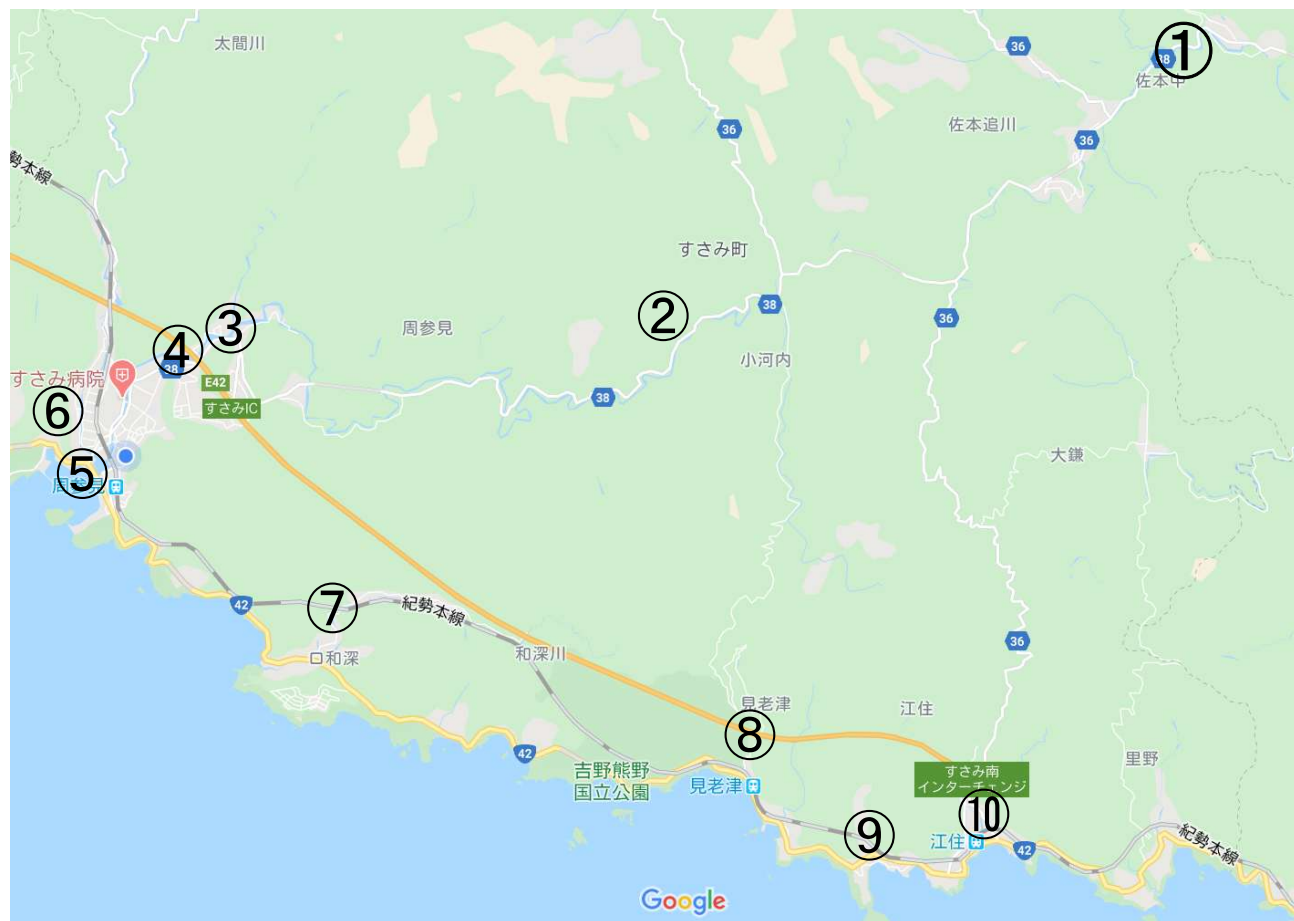 太間川
36
①
38
佐本中
佐本追川
36
36
勢本線
すさみ町
②
38
36
③
周参見
小河内
④
38
すさみ病院
E42
すさみIC
38
⑥
大鎌
⑤
周参見
42
⑦
紀勢本線
口和深
和深川
36
見老津
江住
⑧
42
里野
吉野熊野
国立公園
見老津
すさみ南
インターチェンジ
⑩
⑨
江住
42
紀勢本線
Google